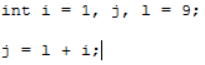 int i = 1, j, l = 9;
j = l + i;